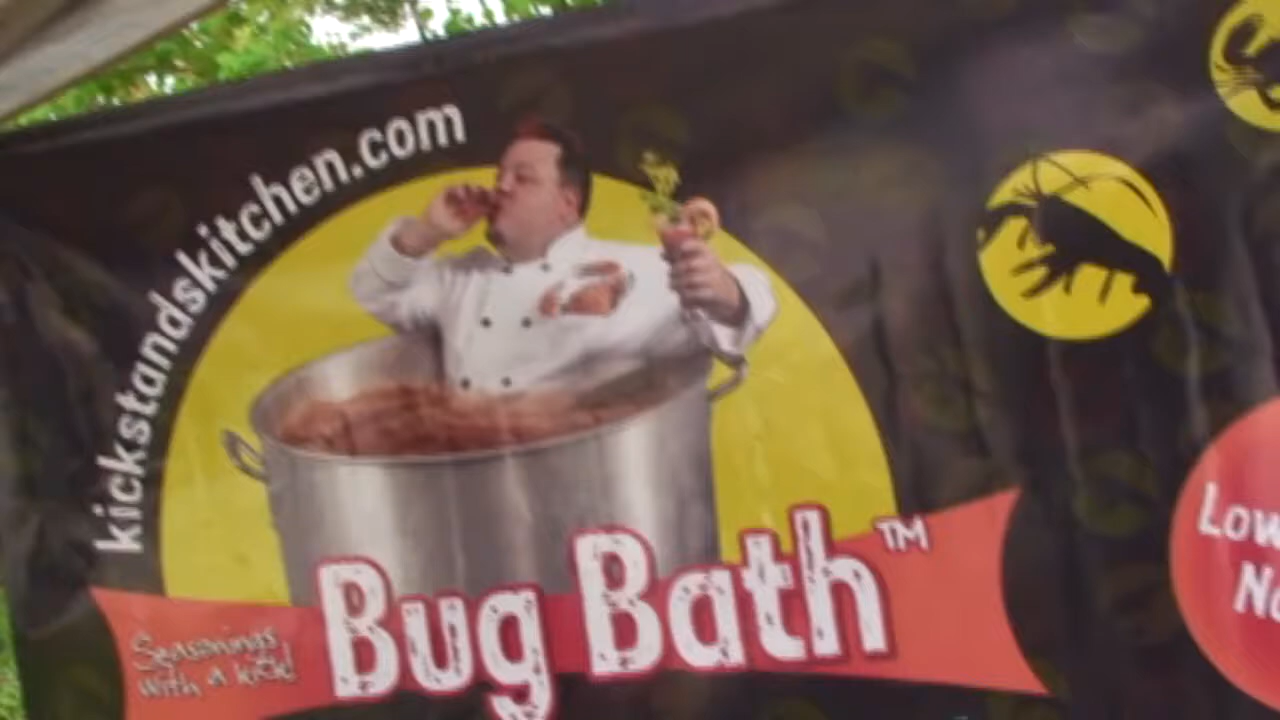 kickstandskitchen.com
Bug Bath™
Seasonings
with a kick!
Low